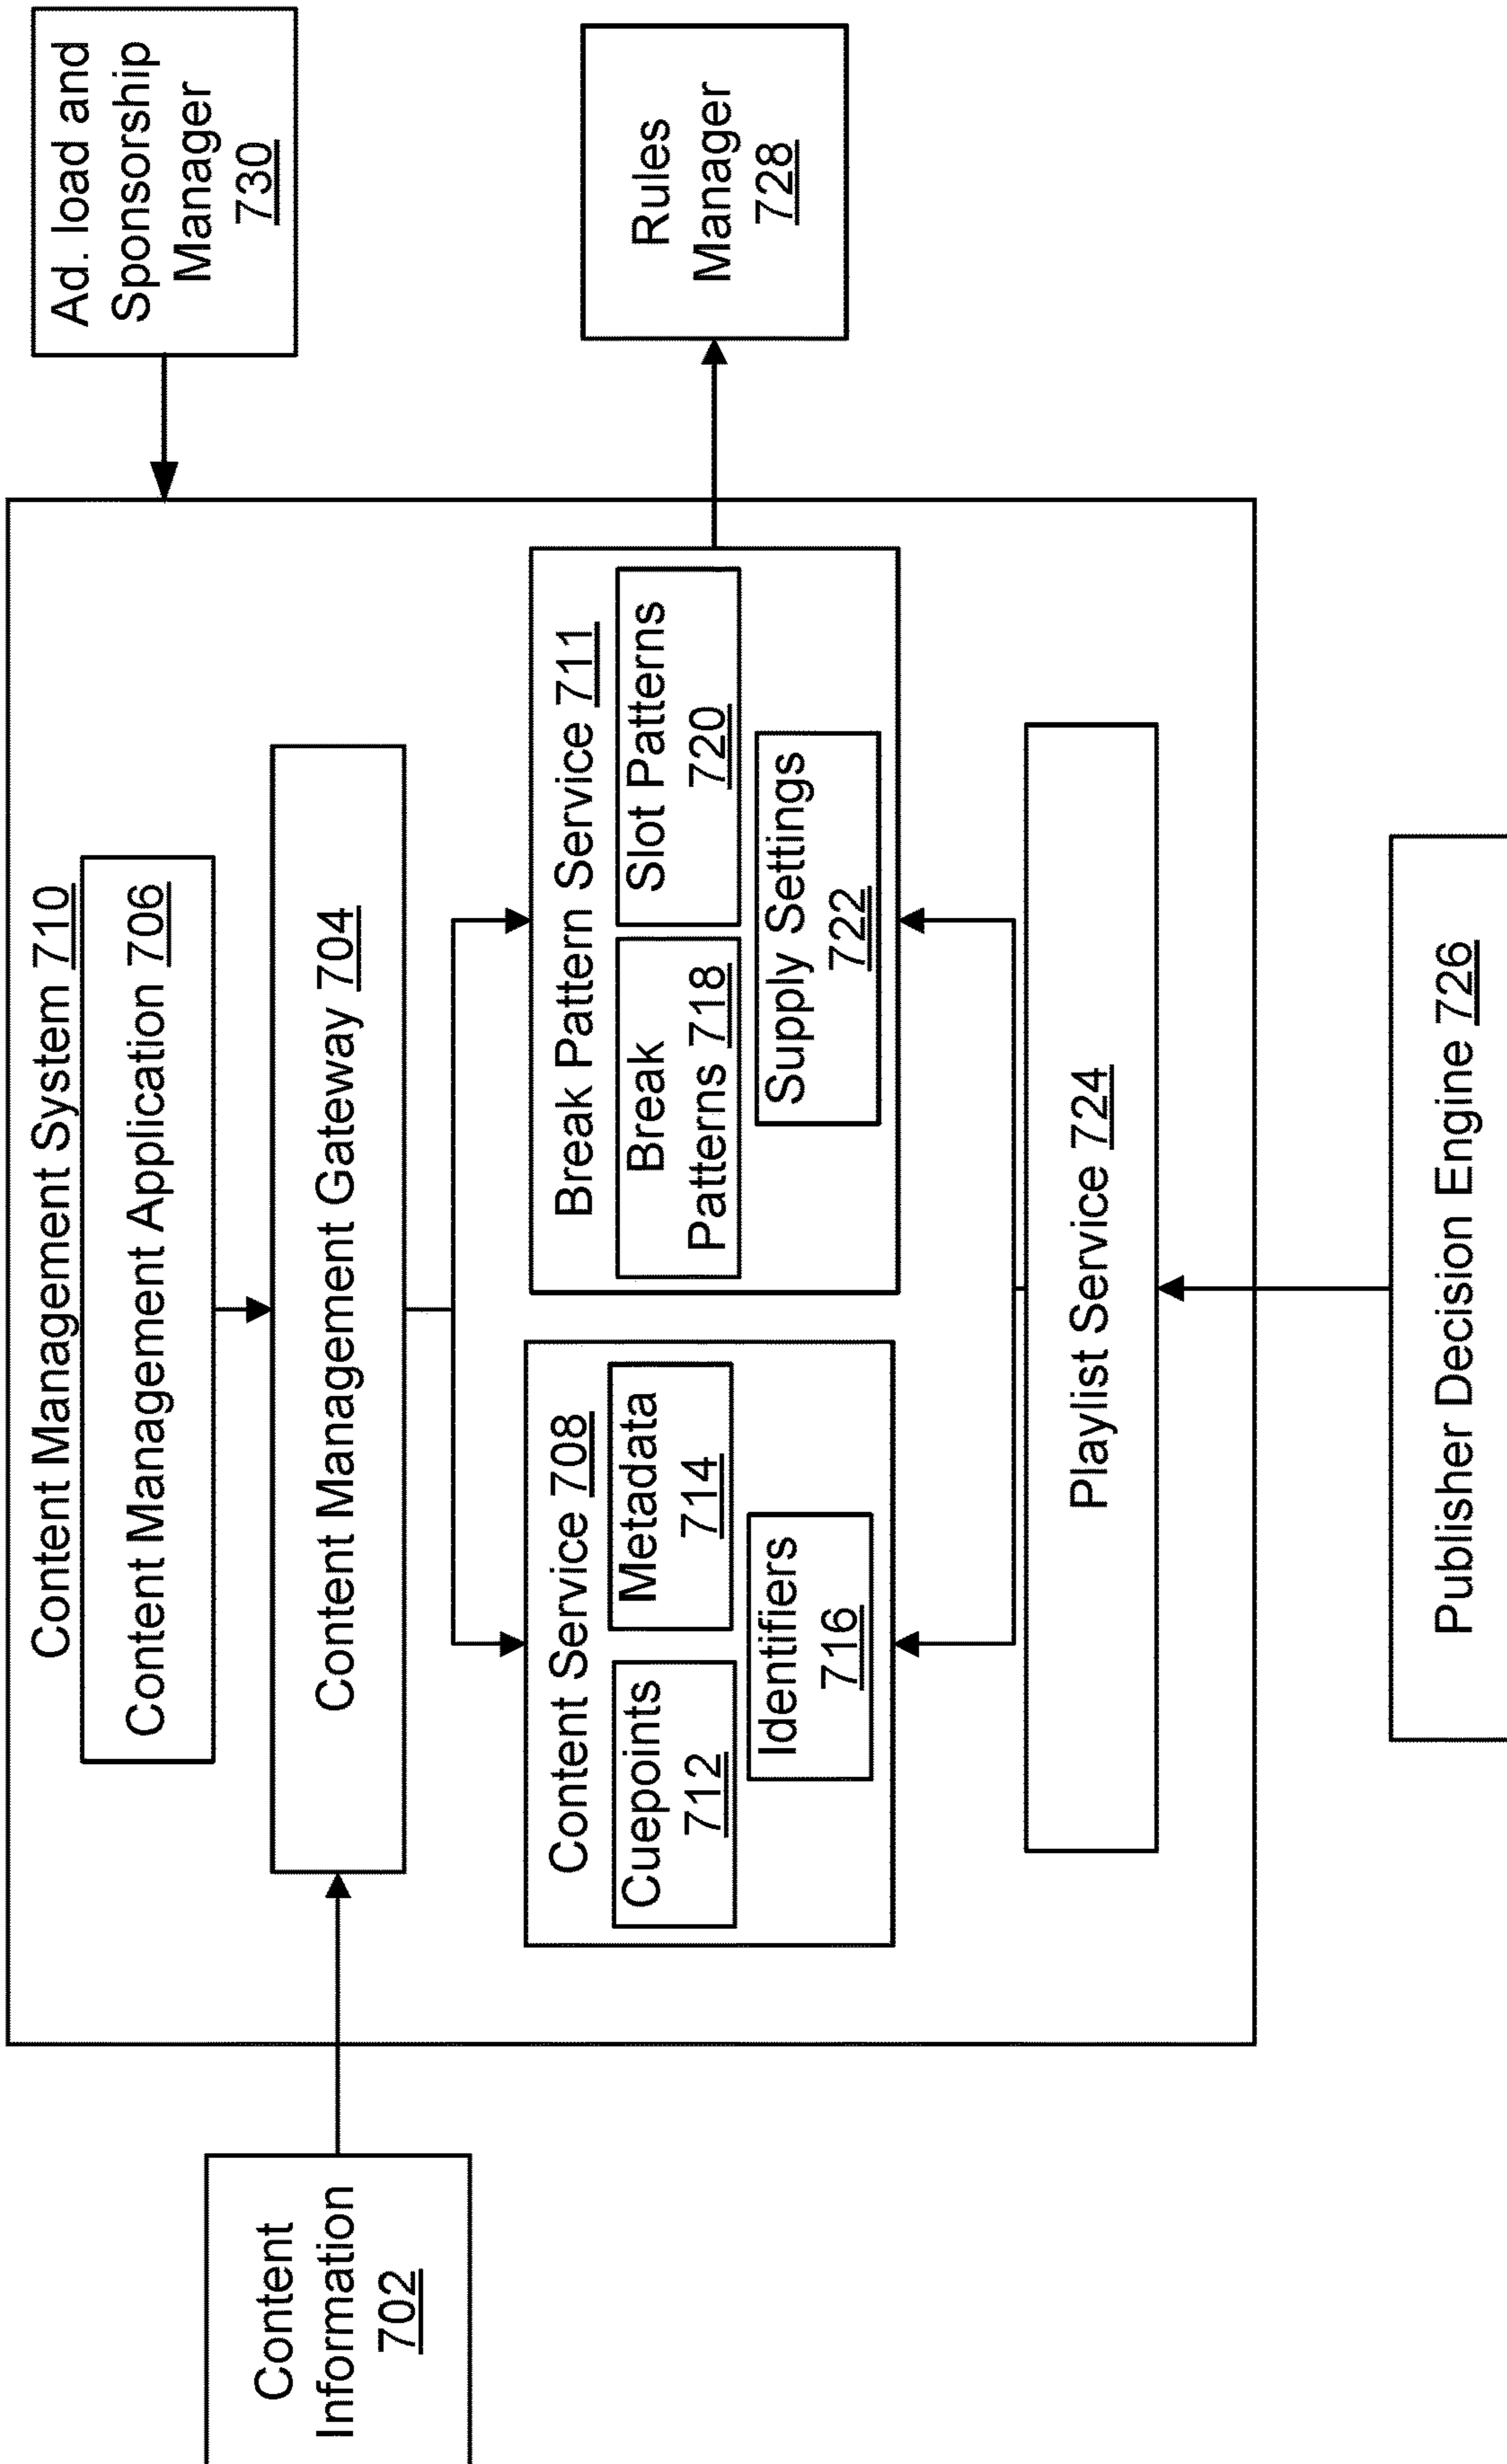 Content Management System 710
Content Management Application 706
Content Management Gateway 704
Content
Information
702
Ad. load and
Sponsorship
Manager
730
Content Service 708
Cuepoints
712
Metadata
714
Identifiers
716
Break Pattern Service 711
Break
Patterns 718
Slot Patterns
720
Supply Settings
722
Rules
Manager
728
Playlist Service 724
Publisher Decision Engine 726